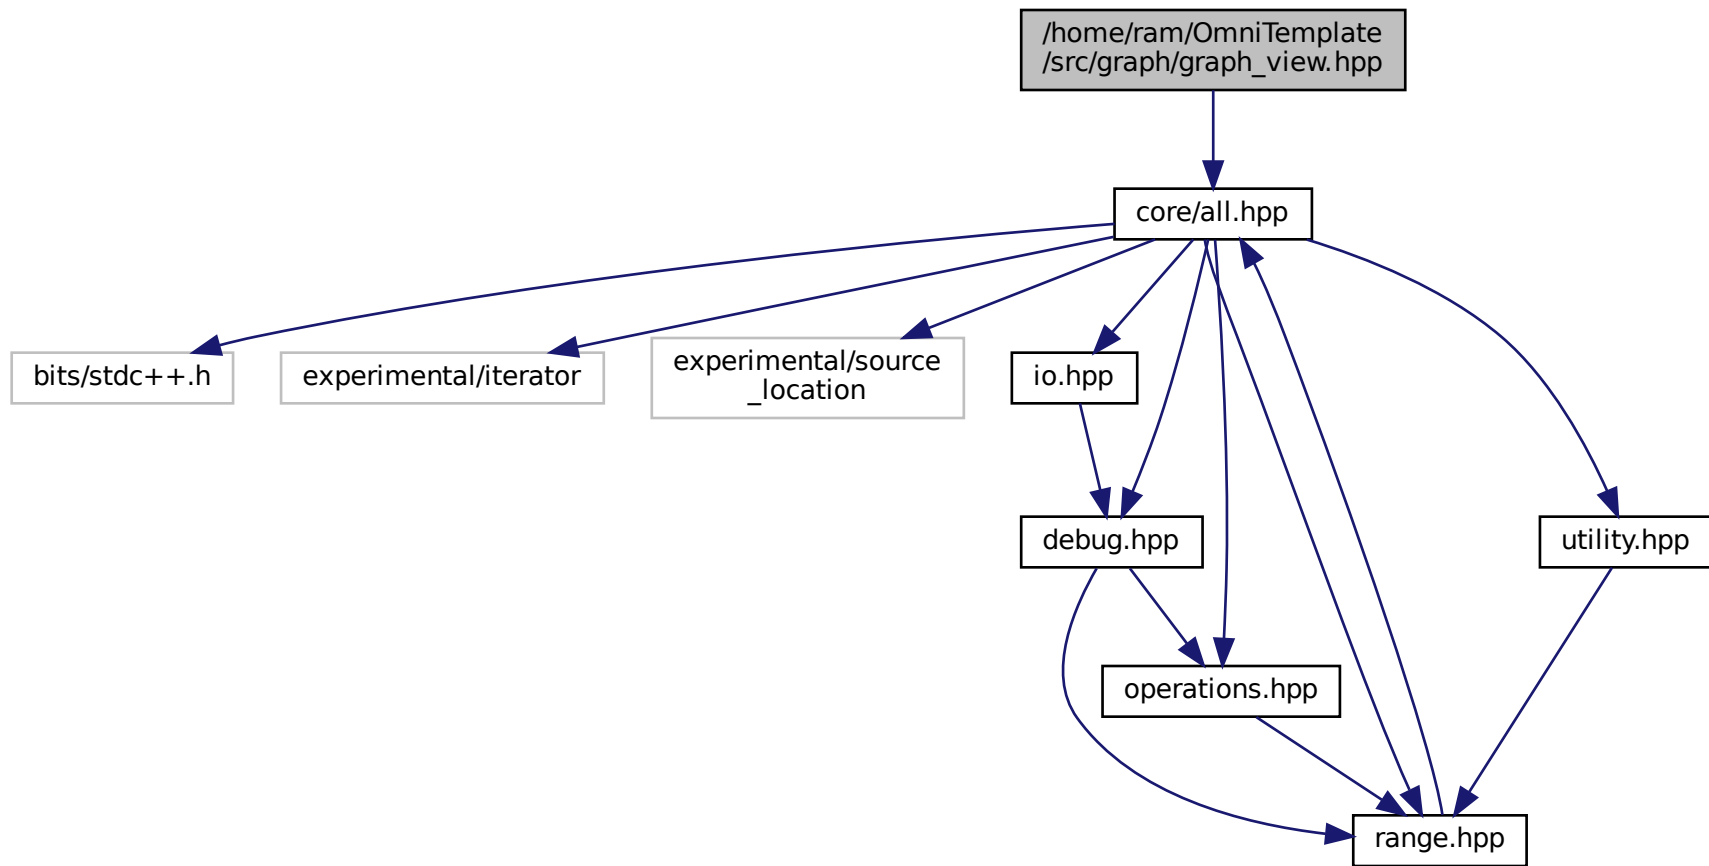 /home/ram/OmniTemplate
/src/graph/graph_view.hpp
core/all.hpp
bits/stdc++.h
experimental/iterator
experimental/source
_location
io.hpp
debug.hpp
utility.hpp
operations.hpp
range.hpp